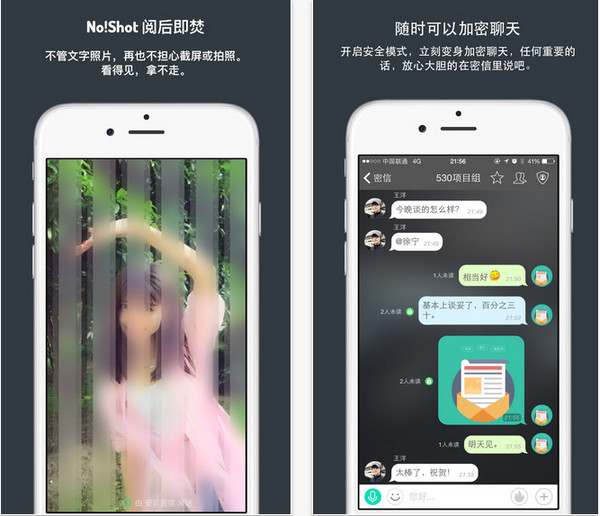 No!Shot 阅后即焚
不管文字照片，再也不担心截屏或拍照。
看得见，拿不走。
随时可以加密聊天
开启安全模式，立刻变身加密聊天，任何重要的
话，放心大胆的在密信里说吧。
中国联通 4G 21:56 41%
密信 530项目组
王洋
今晚谈的怎么样？ 21:49
王洋
@徐宁 21:49
1人未读 相当好 21:50
2人未读 基本上谈妥了，百分之三
十。 21:50
2人未读
21:50
1人未读 明天见。 21:55
王洋
太棒了，祝贺！ 21:55
您好...